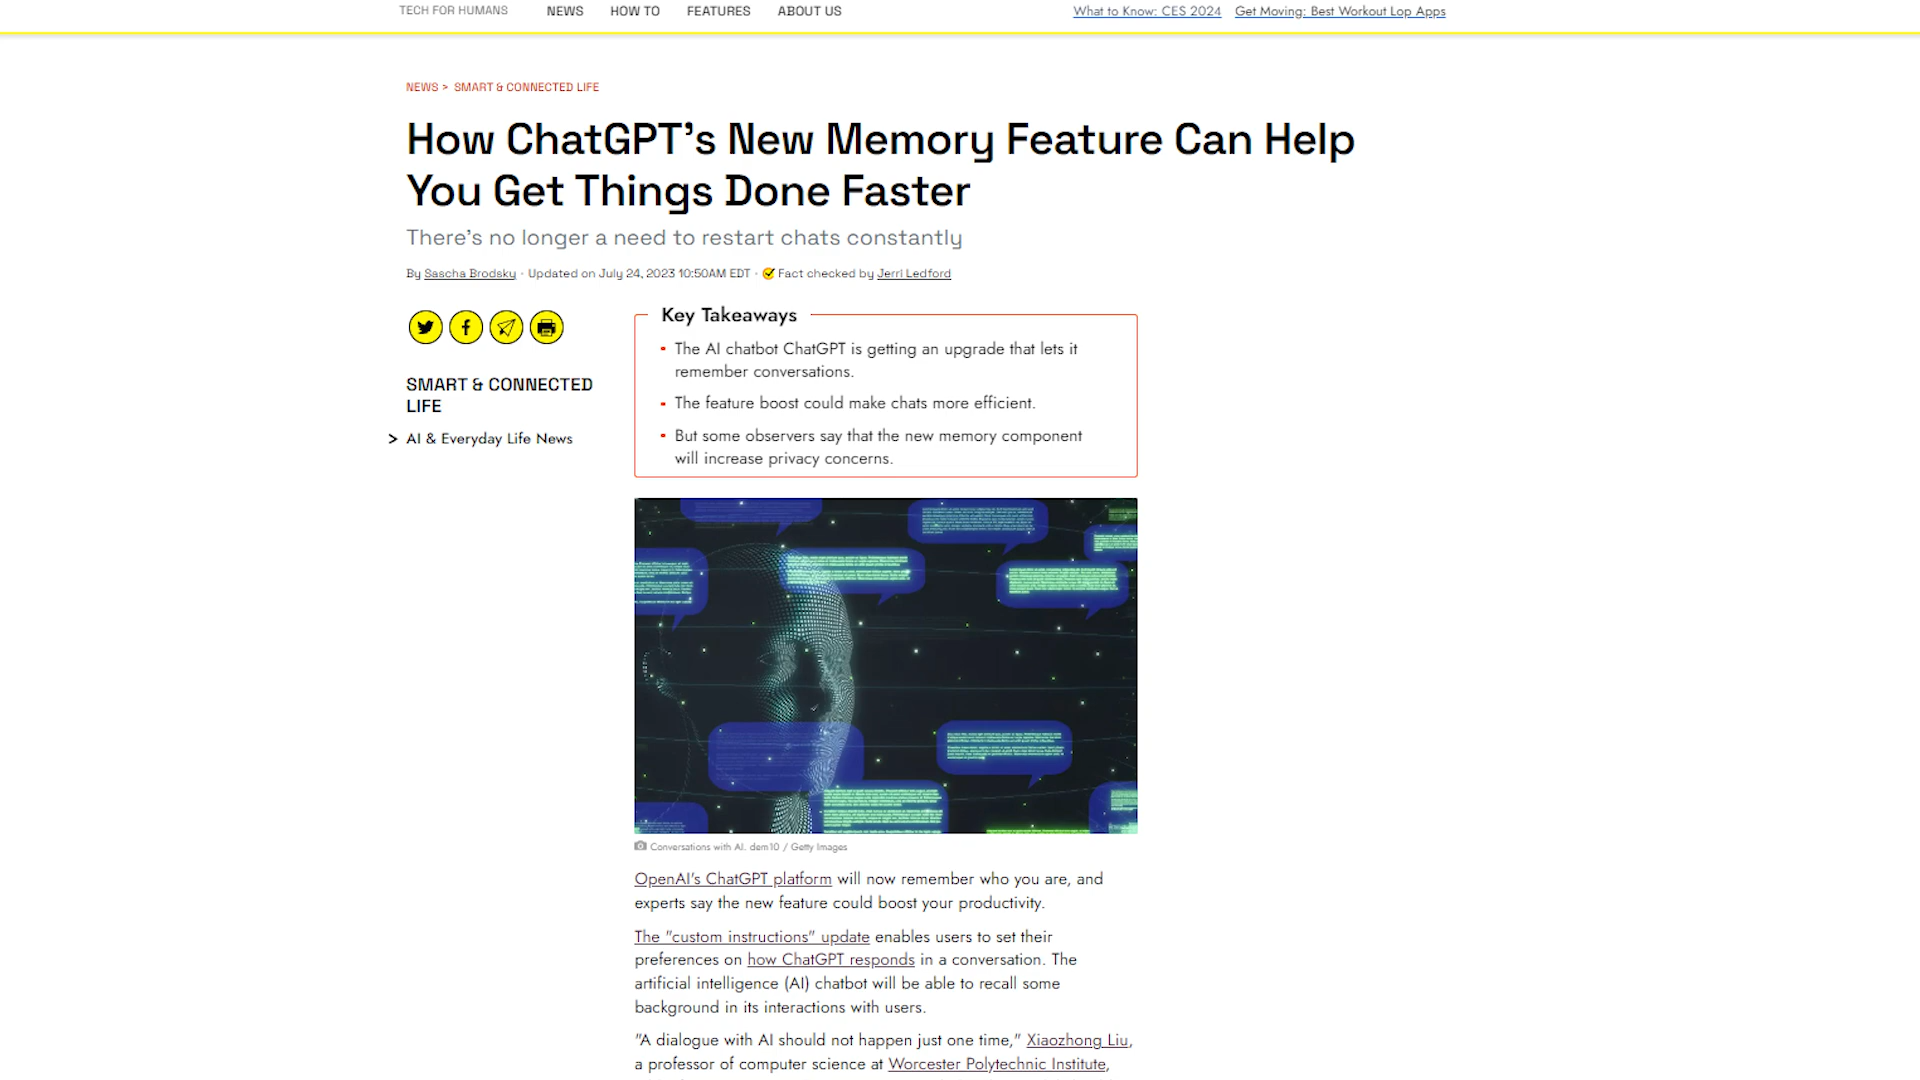 TECH FOR HUMANS NEWS HOW TO FEATURES ABOUT US What to Know: CES 2024 Get Moving: Best Workout Lop Apps
NEWS > SMART & CONNECTED LIFE
How ChatGPT's New Memory Feature Can Help
You Get Things Done Faster
There's no longer a need to restart chats constantly
By Sascha Brodsky · Updated on July 24, 2023 10:50AM EDT · Fact checked by Jerri Ledford
SMART & CONNECTED
LIFE
> AI & Everyday Life News
Key Takeaways
• The AI chatbot ChatGPT is getting an upgrade that lets it
remember conversations.
• The feature boost could make chats more efficient.
• But some observers say that the new memory component
will increase privacy concerns.
Conversations with AI. dem10 / Getty Images
OpenAI's ChatGPT platform will now remember who you are, and
experts say the new feature could boost your productivity.
The "custom instructions" update enables users to set their
preferences on how ChatGPT responds in a conversation. The
artificial intelligence (AI) chatbot will be able to recall some
background in its interactions with users.
"A dialogue with AI should not happen just one time," Xiaozhong Liu,
a professor of computer science at Worcester Polytechnic Institute,